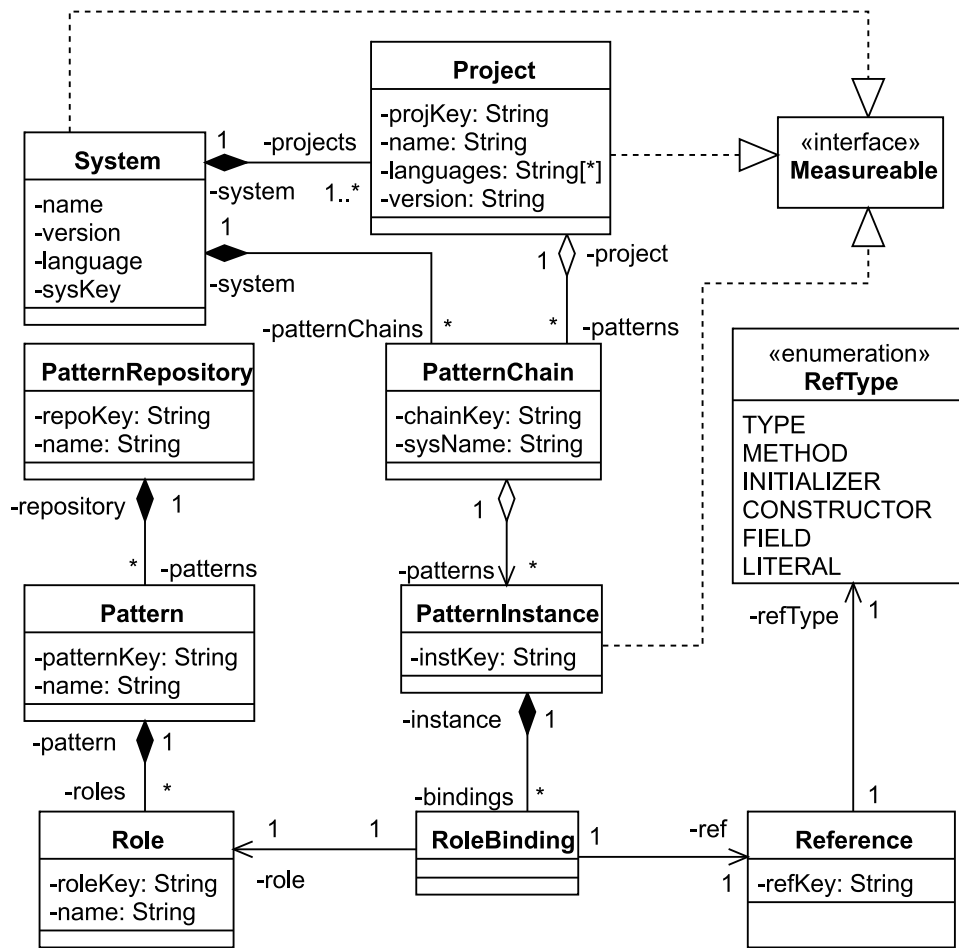 Project
-projKey: String
-name: String
-languages: String[*]
-version: String
«interface»
Measureable
System
-name
-version
-language
-sysKey
1
-projects
-system
1..*
1
-system
-patternChains
*
1
-project
*
-patterns
PatternRepository
-repoKey: String
-name: String
PatternChain
-chainKey: String
-sysName: String
«enumeration»
RefType
TYPE
METHOD
INITIALIZER
CONSTRUCTOR
FIELD
LITERAL
-repository
1
*
-patterns
1
-patterns
*
Pattern
-patternKey: String
-name: String
PatternInstance
-instKey: String
-refType
1
-pattern
1
-roles
*
-instance
1
-bindings
*
1
Role
-roleKey: String
-name: String
1
1
-role
RoleBinding
1
-ref
1
Reference
-refKey: String